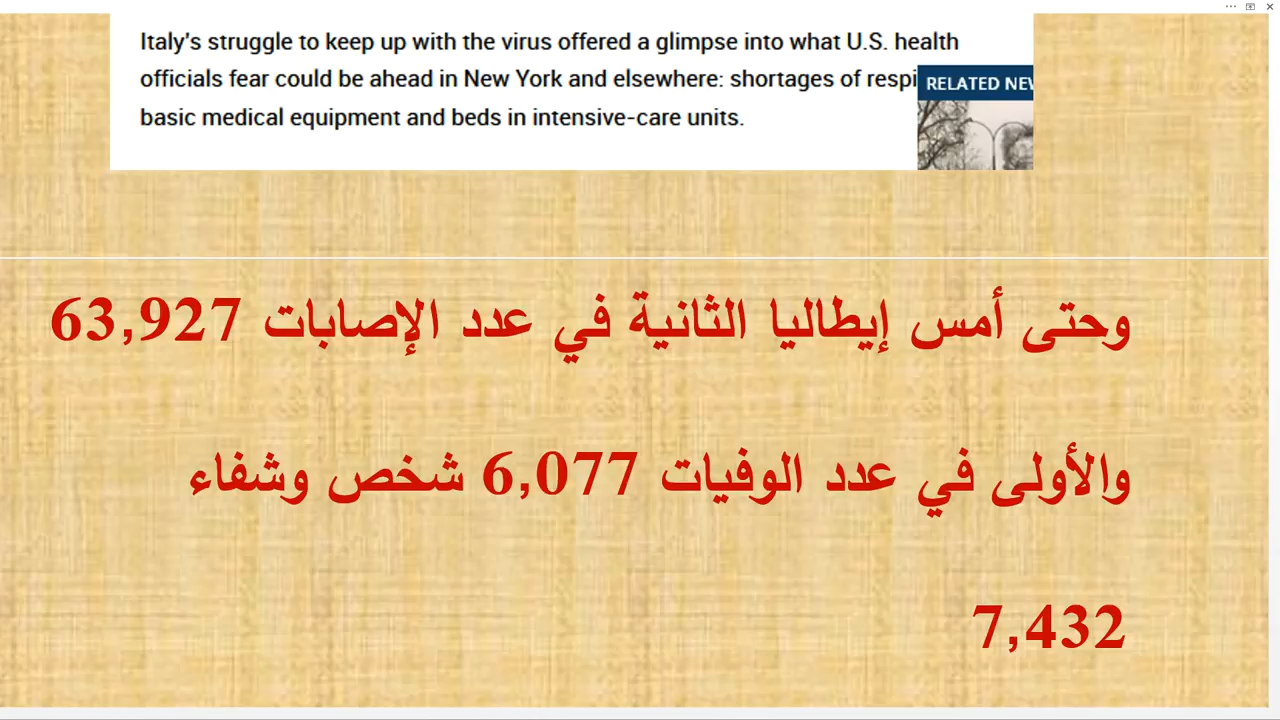 Italy's struggle to keep up with the virus offered a glimpse into what U.S. health
officials fear could be ahead in New York and elsewhere: shortages of
basic medical equipment and beds in intensive-care units.
RELATED
وحتى أمس إيطاليا الثانية في عدد الإصابات 63,927
والأولى في عدد الوفيات 6,077 شخص وشفاء
7,432